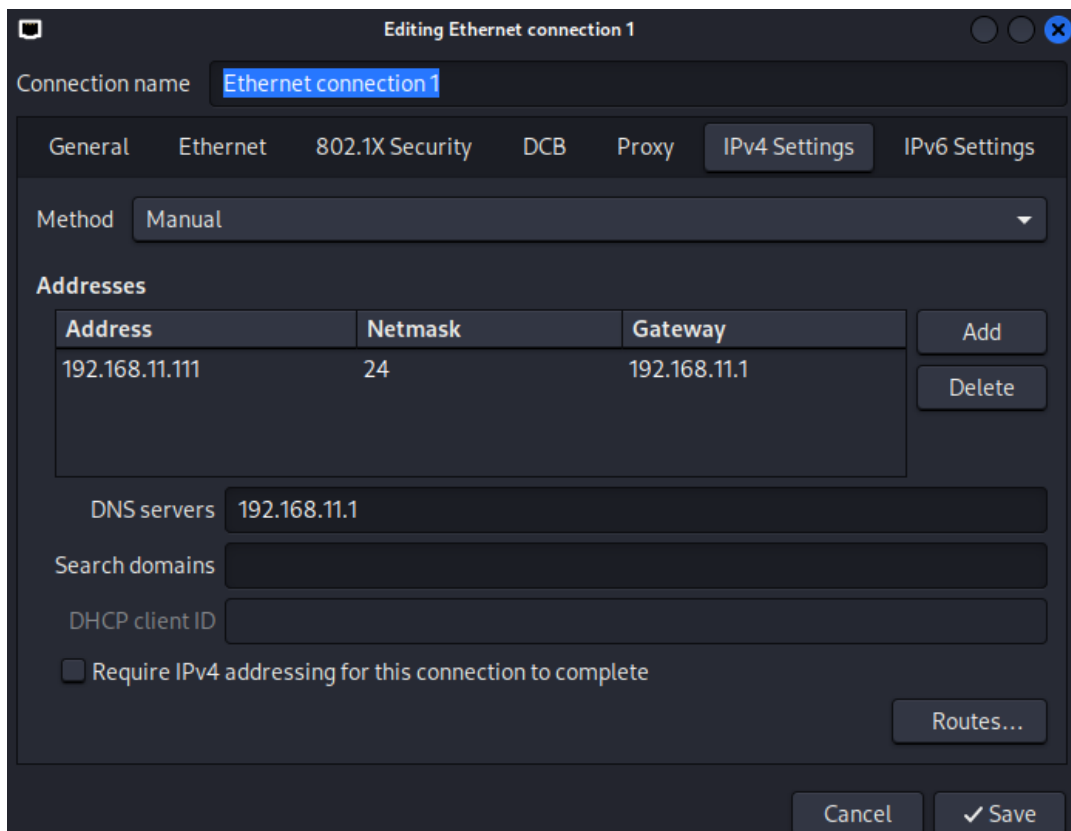 Editing Ethernet connection 1
Connection name Ethernet connection 1
General Ethernet 802.1X Security DCB Proxy IPv4 Settings IPv6 Settings
Method Manual
Addresses
Address Netmask Gateway
Add
192.168.11.111 24 192.168.11.1
Delete
DNS servers 192.168.11.1
Search domains
DHCP client ID
Require IPv4 addressing for this connection to complete
Routes...
Cancel Save